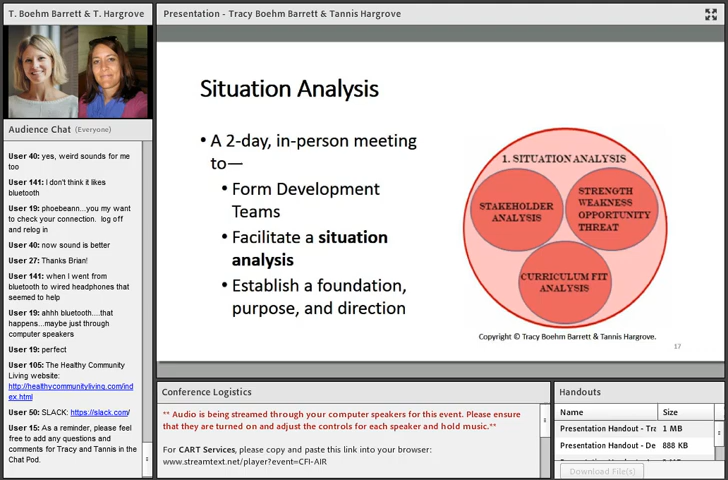 T. Boehm Barrett & T. Hargrove
Presentation - Tracy Boehm Barrett & Tannis Hargrove
Audience Chat (Everyone)
User 40: yes, weird sounds for me
too
User 141: I don't think it likes
bluetooth
User 19: phoebeann...you my want
to check your connection. log off
and relog in
User 40: now sound is better
User 27: Thanks Brian!
User 141: when I went from
bluetooth to wired headphones that
seemed to help
User 19: ahhh bluetooth....that
happens...maybe just through
computer speakers
User 19: perfect
User 105: The Healthy Community
Living website:
http://healthycommunityliving.com/ind
ex.html
User 50: SLACK: https://slack.com/
User 15: As a reminder, please feel
free to add any questions and
comments for Tracy and Tannis in the
Chat Pod.
Situation Analysis
• A 2-day, in-person meeting
to—
• Form Development
Teams
• Facilitate a situation
analysis
• Establish a foundation,
purpose, and direction
1. SITUATION ANALYSIS
STAKEHOLDER
ANALYSIS
STRENGTH
WEAKNESS
OPPORTUNITY
THREAT
CURRICULUM FIT
ANALYSIS
Copyright © Tracy Boehm Barrett & Tannis Hargrove.
17
Conference Logistics
** Audio is being streamed through your computer speakers for this event. Please ensure
that they are turned on and adjust the controls for each speaker and hold music.**
For CART Services, please copy and paste this link into your browser:
www.streamtext.net/player?event=CFI-AIR
Handouts
Name Size
Presentation Handout - Tra 1 MB
Presentation Handout - De 888 KB
Download File(s)